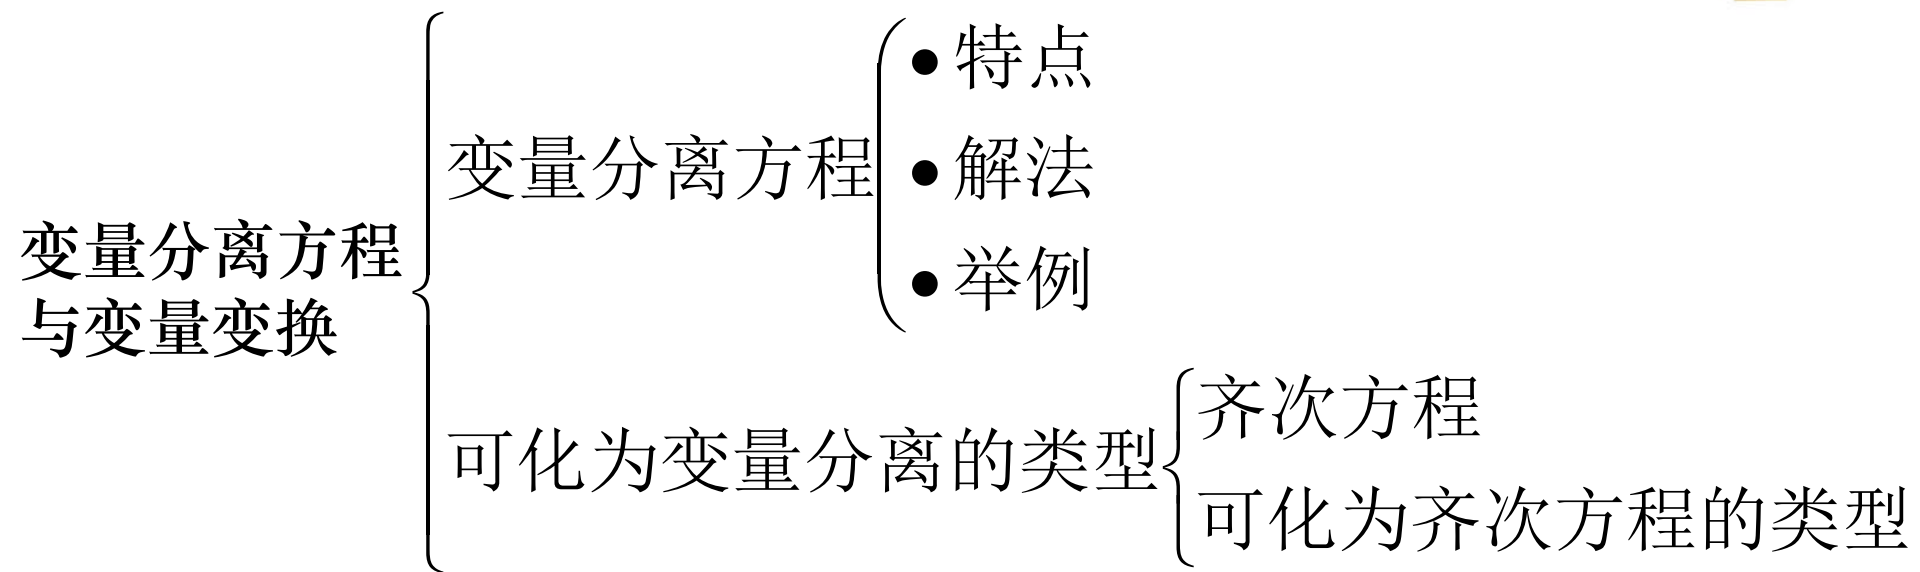 变量分离方程
与变量变换
变量分离方程
• 特点
• 解法
• 举例
可化为变量分离的类型
齐次方程
可化为齐次方程的类型